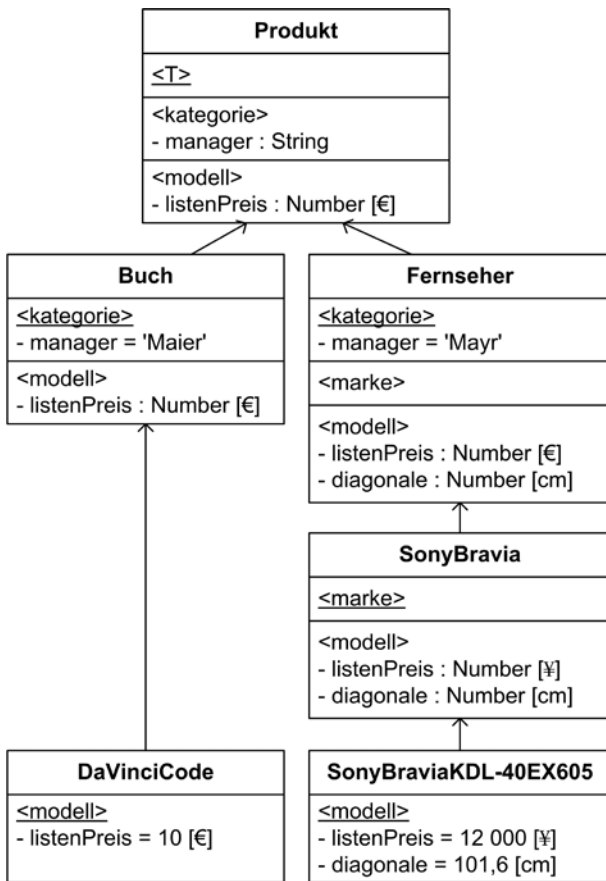 Produkt
<T>
<kategorie>
- manager : String
<modell>
- listenPreis : Number [€]
Buch
<kategorie>
- manager = 'Maier'
<modell>
- listenPreis : Number [€]
Fernseher
<kategorie>
- manager = 'Mayr'
<marke>
<modell>
- listenPreis : Number [€]
- diagonale : Number [cm]
SonyBravia
<marke>
<modell>
- listenPreis : Number [¥]
- diagonale : Number [cm]
DaVinciCode
<modell>
- listenPreis = 10 [€]
SonyBraviaKDL-40EX605
<modell>
- listenPreis = 12 000 [¥]
- diagonale = 101,6 [cm]